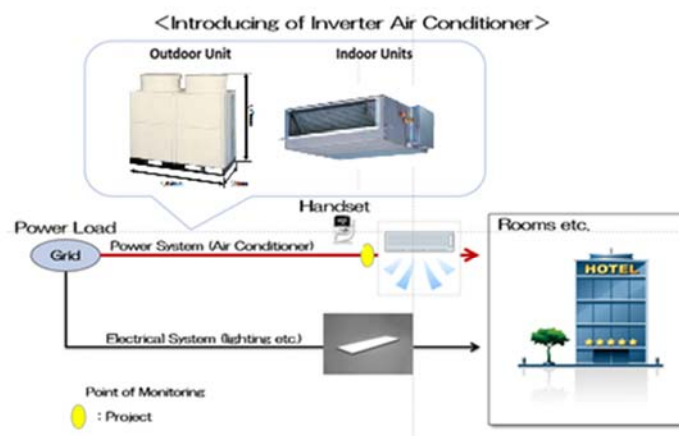 <Introducing of Inverter Air Conditioner>
Outdoor Unit
Indoor Units
Handset
Power Load
Rooms etc.
Power System (Air Conditioner)
Grid
HOTEL
Electrical System (lighting etc.)
Point of Monitoring
: Project